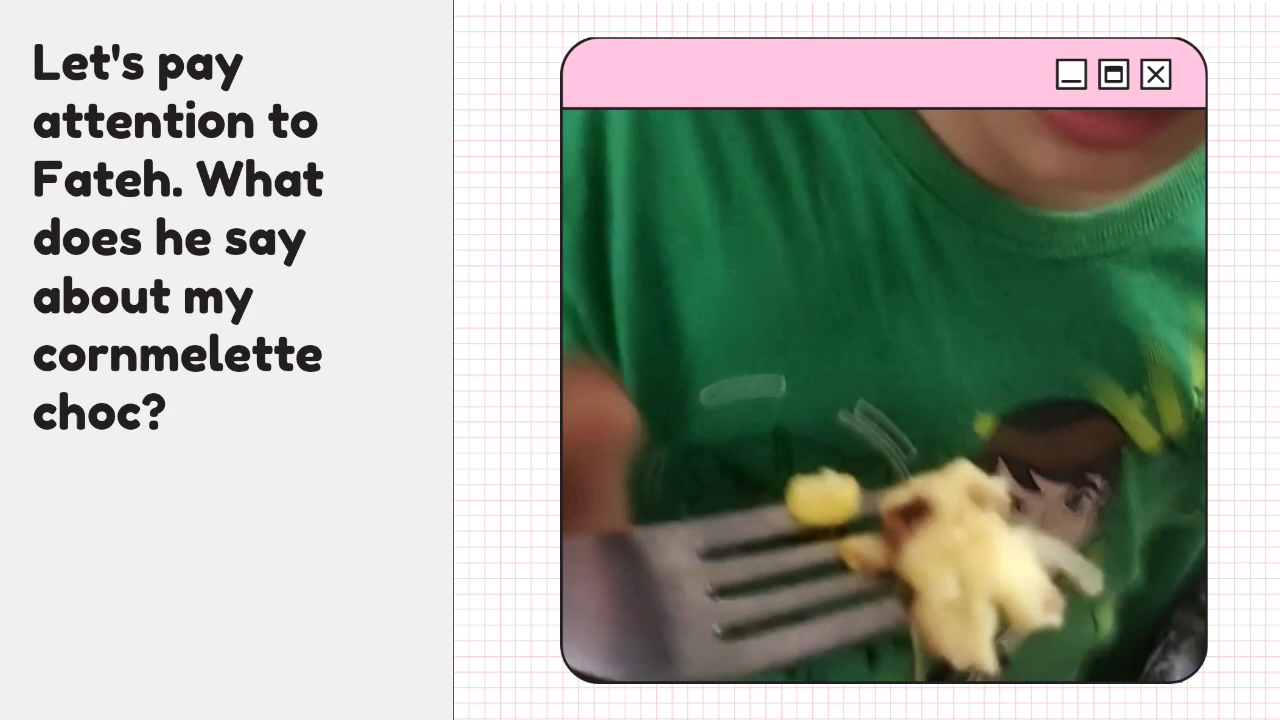 Let's pay
attention to
Fateh. What
does he say
about my
cornmelette
choc?